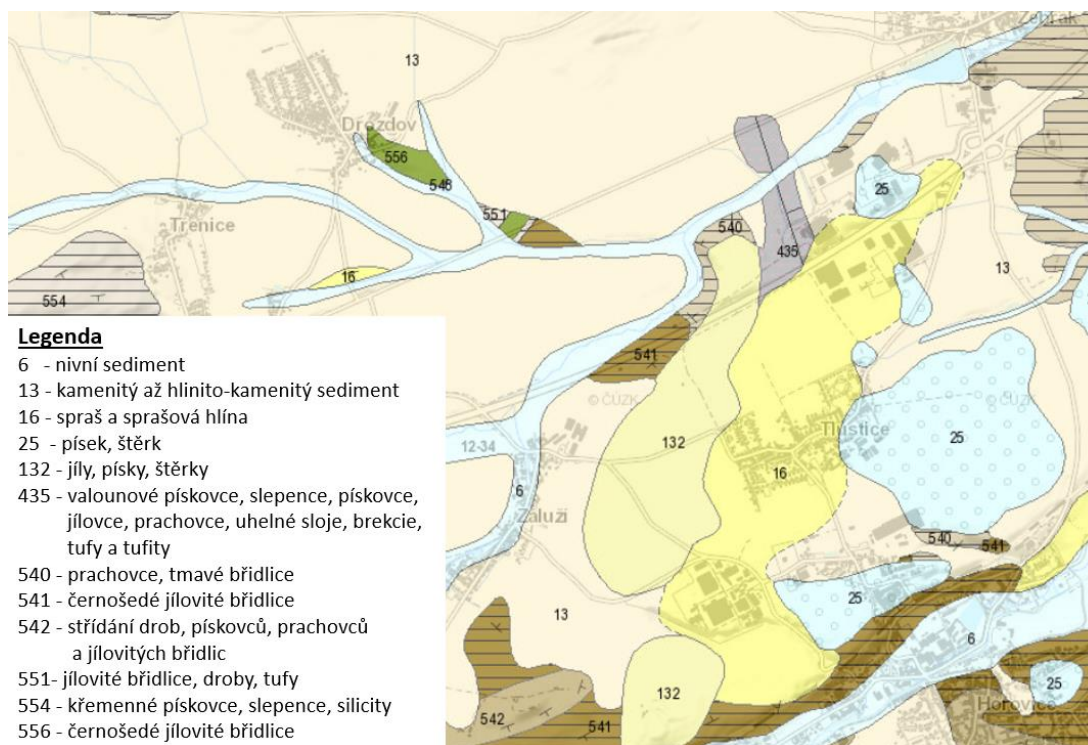 Žebrák
13
Drozdov
556
548
551
25
540
Trenice
435
13
16
554
541
© ČÚZK
© ČÚZK
Tlustice
132
25
12-34
16
6
Záluží
540
541
13
25
6
132
25
Hořovice
542
541
Legenda
6 - nivní sediment
13 - kamenitý až hlinito-kamenitý sediment
16 - spraš a sprašová hlína
25 - písek, štěrk
132 - jíly, písky, štěrky
435 - valounové pískovce, slepence, pískovce,
jílovce, prachovce, uhelné sloje, brekcie,
tufy a tufity
540 - prachovce, tmavé břidlice
541 - černošedé jílovité břidlice
542 - střídání drob, pískovců, prachovců
a jílovitých břidlic
551- jílovité břidlice, droby, tufy
554 - křemenné pískovce, slepence, silicity
556 - černošedé jílovité břidlice